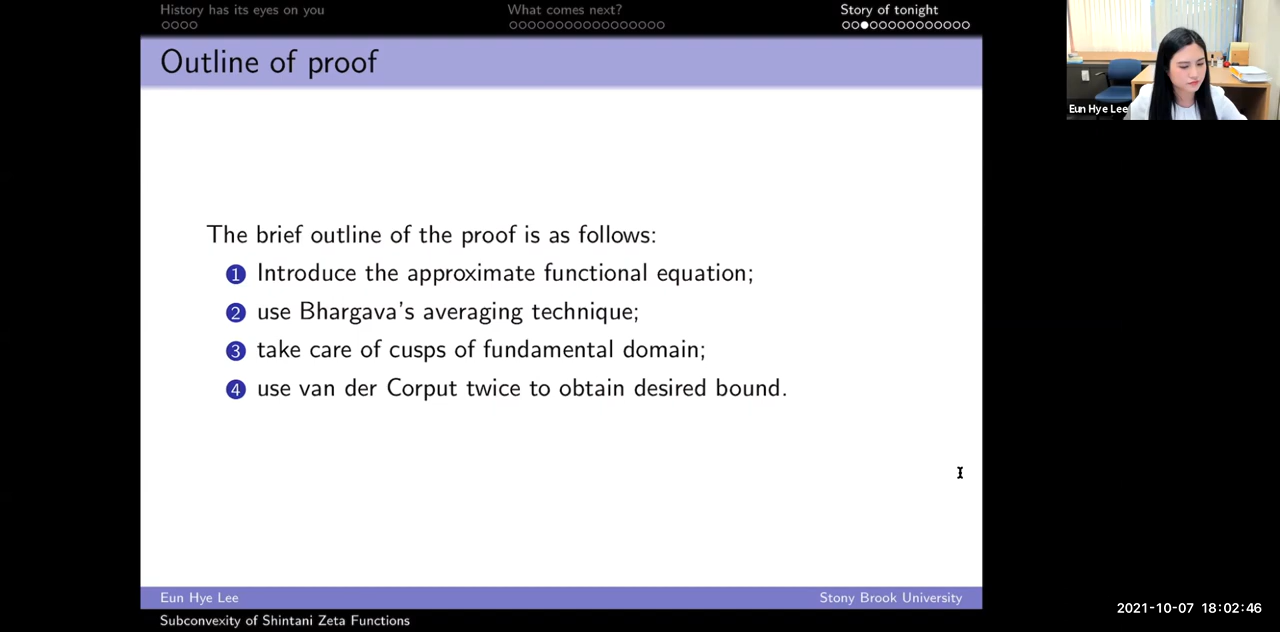 History has its eyes on you
What comes next?
Story of tonight
Outline of proof
Eun Hye Lee
The brief outline of the proof is as follows:
1 Introduce the approximate functional equation;
2 use Bhargava's averaging technique;
3 take care of cusps of fundamental domain;
4 use van der Corput twice to obtain desired bound.
Eun Hye Lee
Stony Brook University
Subconvexity of Shintani Zeta Functions
2021-10-07 18:02:46